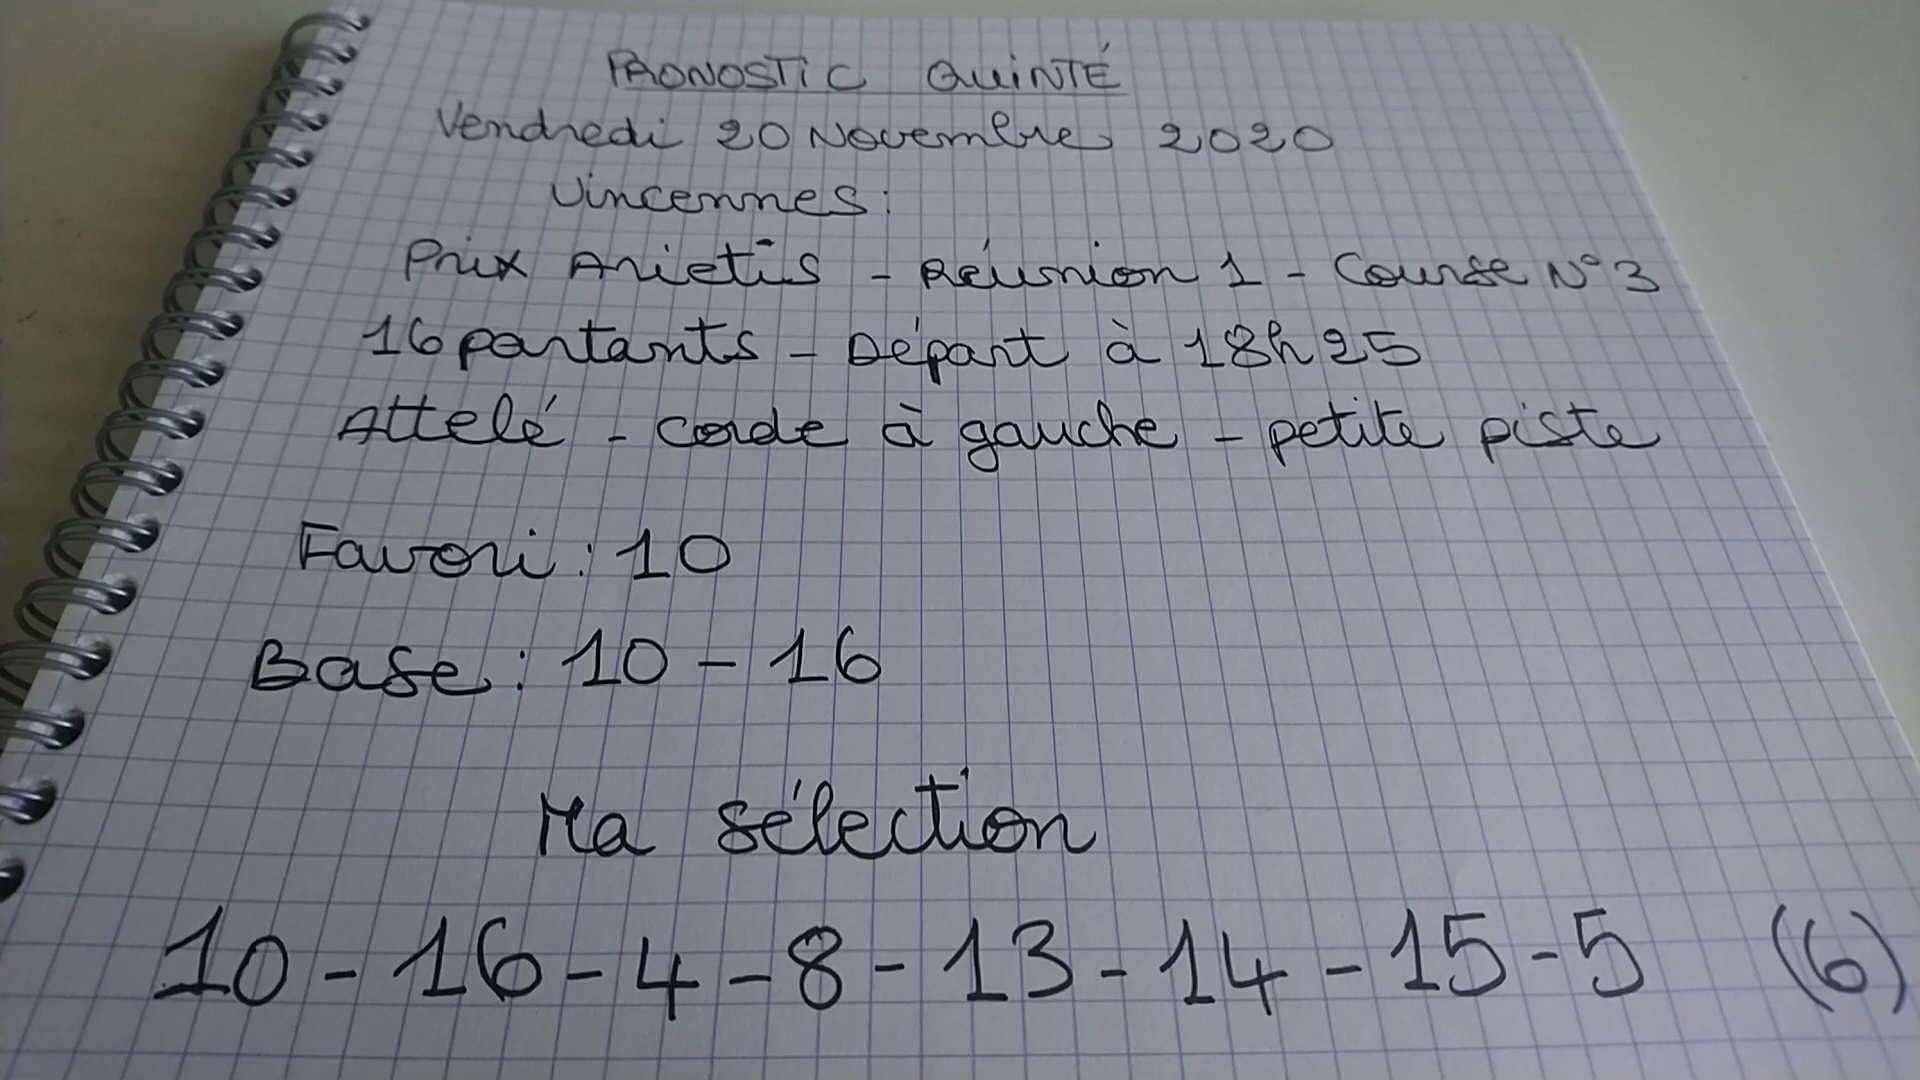 PRONOSTIC QUINTÉ
Vendredi 20 Novembre 2020
Vincennes :
Prix Arietis - Réunion 1 - Course N° 3
16 partants - Départ à 18h25
Attelé - corde à gauche - petite piste
Favori : 10
Base : 10 - 16
Ma sélection
10 - 16 - 4 - 8 - 13 - 14 - 15 - 5 (6)